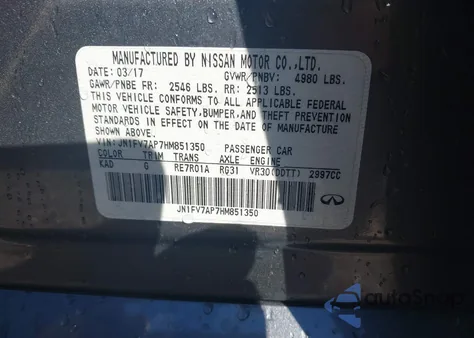 MANUFACTURED BY NISSAN MOTOR CO.,LTD.
DATE: 03/17 GVWR/PNBV: 4980 LBS.
GAWR/PNBE FR: 2546 LBS. RR: 2513 LBS.
THIS VEHICLE CONFORMS TO ALL APPLICABLE FEDERAL
MOTOR VEHICLE SAFETY,BUMPER,AND THEFT PREVENTION
STANDARDS IN EFFECT ON THE DATE OF MANUFACTURE
SHOWN ABOVE.
VIN:JN1FV7AP7HM851350 PASSENGER CAR
COLOR TRIM TRANS AXLE ENGINE
KAD G RE7R01A RG31 VR30(DDTT) 2997CC
JN1FV7AP7HM851350